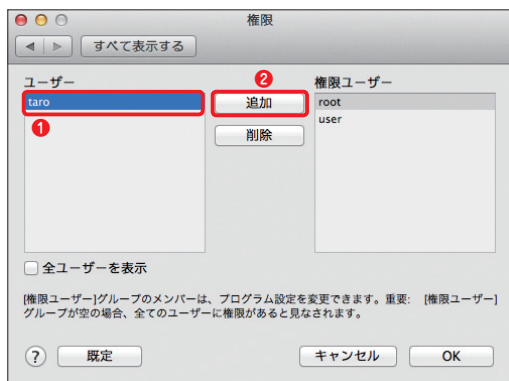 権限
すべて表示する
ユーザー
❷
権限ユーザー
taro
追加
root
❶
user
削除
全ユーザーを表示
[権限ユーザー]グループのメンバーは、プログラム設定を変更できます。重要: [権限ユーザー]
グループが空の場合、全てのユーザーに権限があると見なされます。
?
既定
キャンセル
OK